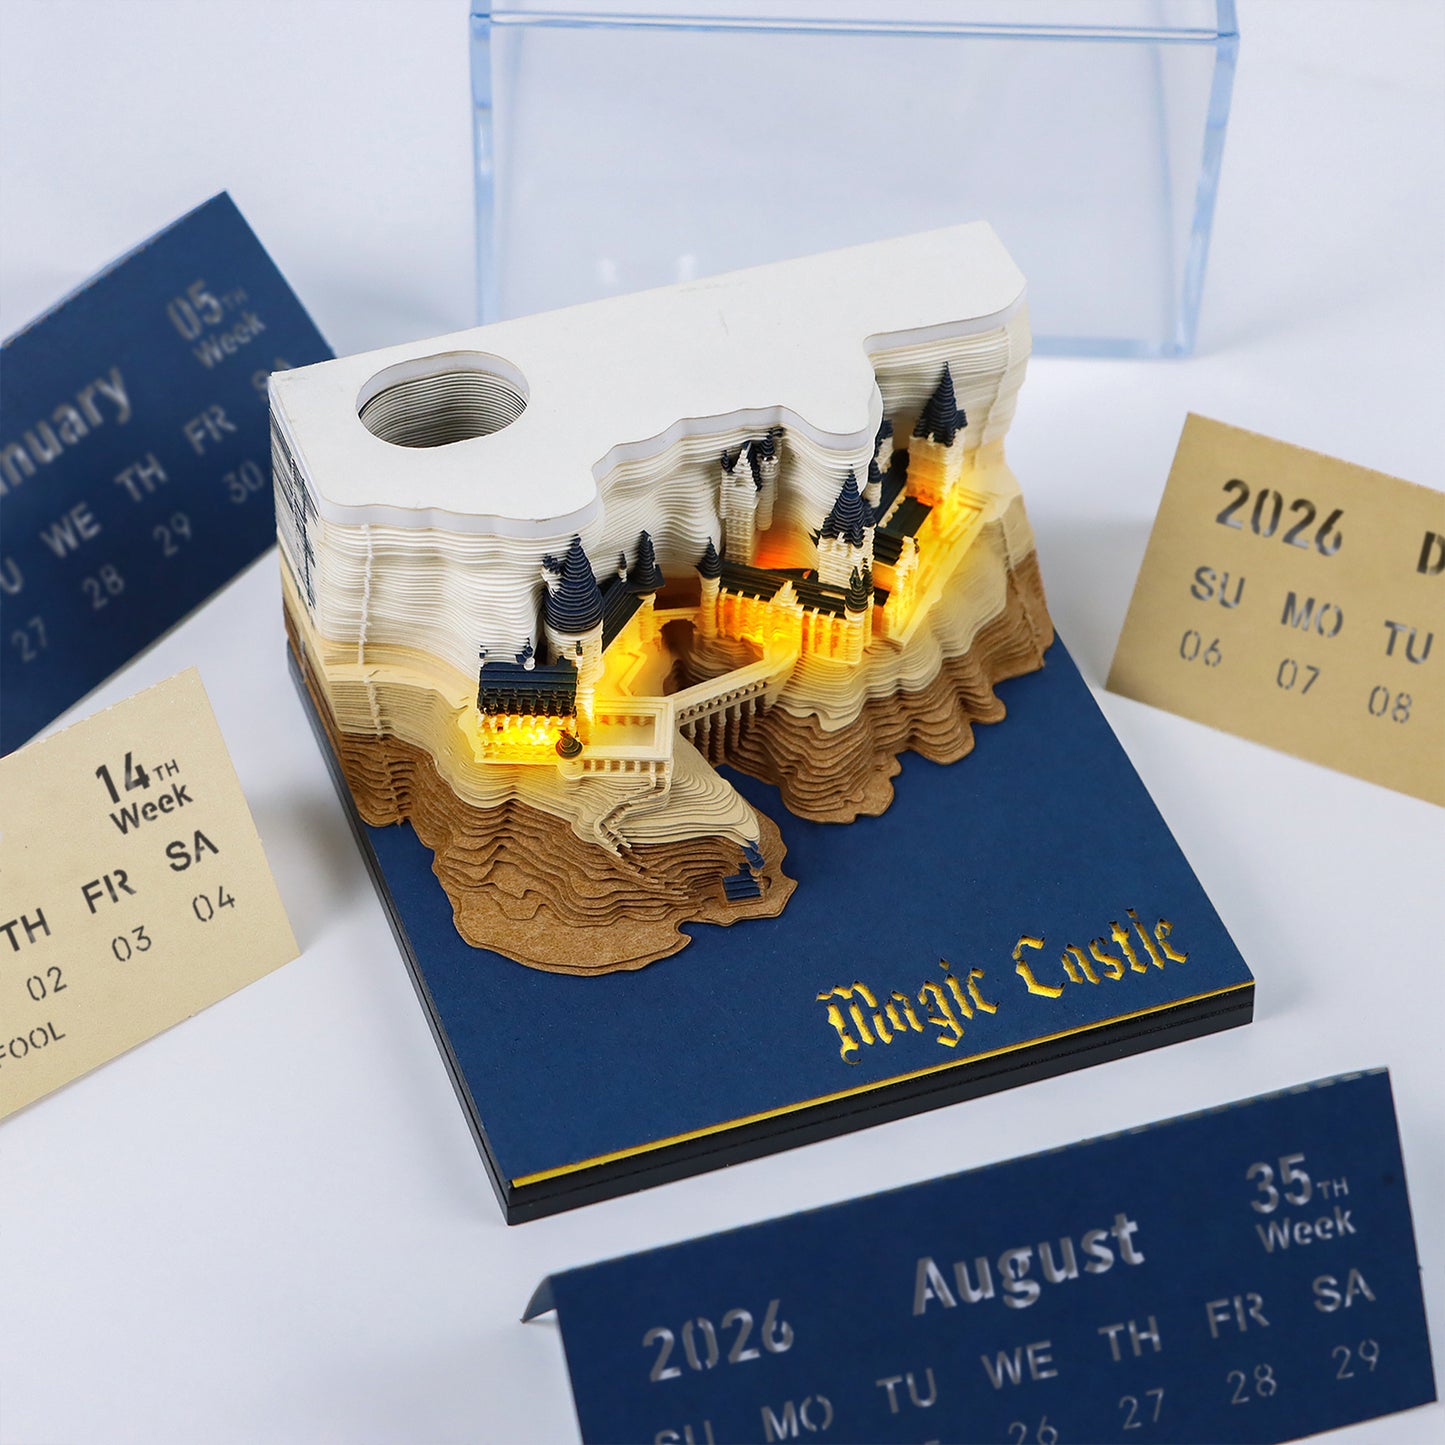 05TH
Week
nuary
SA
FR
TH
WE
U
30
29
28
27
2026 D
SU MO TU
06 07 08
14TH
Week
TH FR SA
02 03 04
FOOL
Magic Castle
35TH
Week
2026 August
SU MO TU WE TH FR SA
26 27 28 29